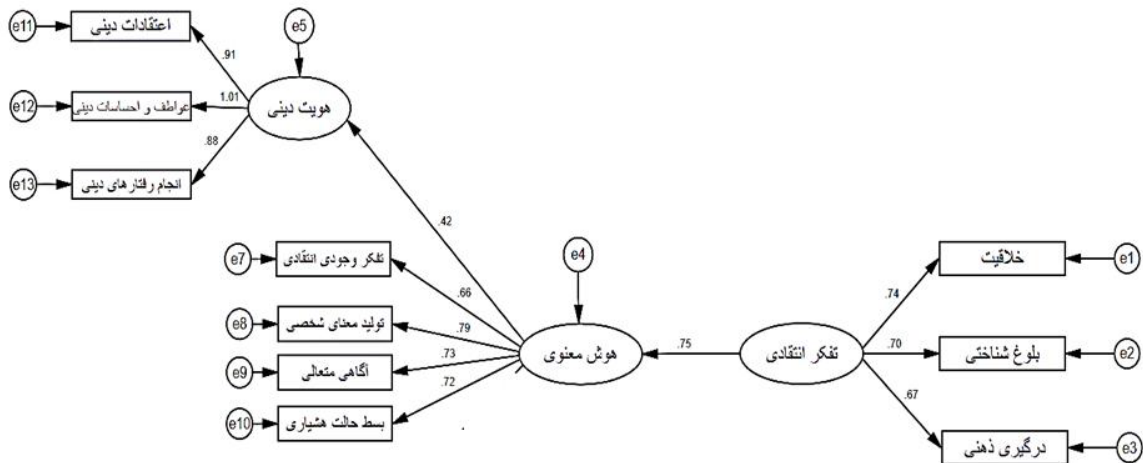 e11
اعتقادات دینی
.91
e5
e12
عواطف و احساسات دینی
1.01
هویت دینی
.88
e13
انجام رفتارهای دینی
.42
e7
تفکر وجودی انتقادی
.66
e4
خلاقیت
e1
.74
e8
تولید معنای شخصی
.79
هوش معنوی
.75
تفکر انتقادی
.70
بلوغ شناختی
e2
e9
آگاهی متعالی
.73
.72
.67
e10
بسط حالت هشیاری
درگیری ذهنی
e3